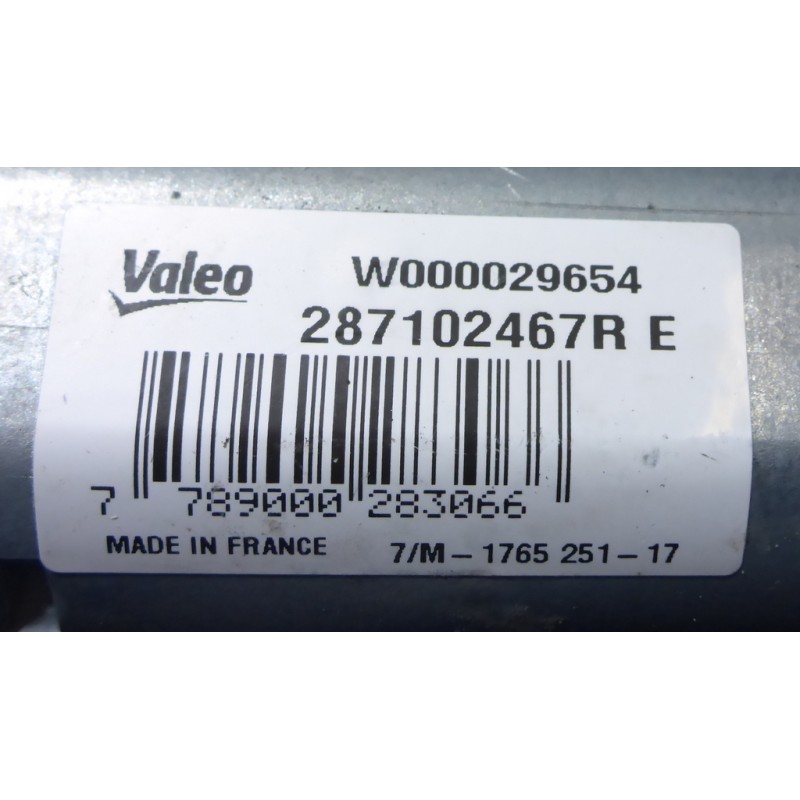 Valeo W000029654
287102467R E
7 789000 283066
MADE IN FRANCE 7/M-1765 251-17